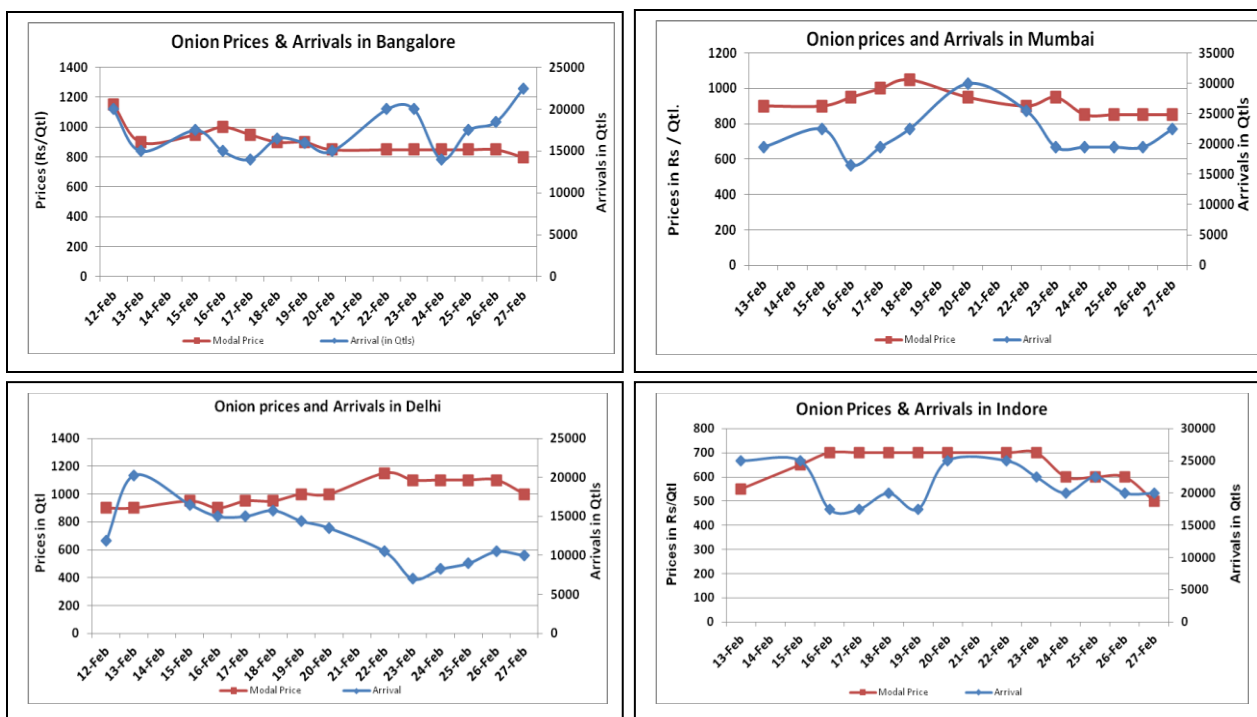 Onion Prices & Arrivals in Bangalore
Prices (Rs/Qtl)
1400
1200
1000
800
600
400
200
0
25000
20000
15000
10000
5000
0
Arrivals in Qtls
12-Feb
13-Feb
14-Feb
15-Feb
16-Feb
17-Feb
18-Feb
19-Feb
20-Feb
21-Feb
22-Feb
23-Feb
24-Feb
25-Feb
26-Feb
27-Feb
Modal Price
Arrival (in Qtls)
Onion prices and Arrivals in Mumbai
Prices in Rs / Qtl.
1200
1000
800
600
400
200
0
35000
30000
25000
20000
15000
10000
5000
0
Arrivals in Qtls
13-Feb
14-Feb
15-Feb
16-Feb
17-Feb
18-Feb
19-Feb
20-Feb
21-Feb
22-Feb
23-Feb
24-Feb
25-Feb
26-Feb
27-Feb
Modal Price
Arrival
Onion prices and Arrivals in Delhi
Prices in Qtl
1400
1200
1000
800
600
400
200
0
25000
20000
15000
10000
5000
0
Arrivals in Qtls
12-Feb
13-Feb
14-Feb
15-Feb
16-Feb
17-Feb
18-Feb
19-Feb
20-Feb
21-Feb
22-Feb
23-Feb
24-Feb
25-Feb
26-Feb
27-Feb
Modal Price
Arrival
Onion Prices & Arrivals in Indore
Prices in Rs/Qtl
800
700
600
500
400
300
200
100
0
30000
25000
20000
15000
10000
5000
0
Arrivals in Qtls
13-Feb
14-Feb
15-Feb
16-Feb
17-Feb
18-Feb
19-Feb
20-Feb
21-Feb
22-Feb
23-Feb
24-Feb
25-Feb
26-Feb
27-Feb
Modal Price
Arrival